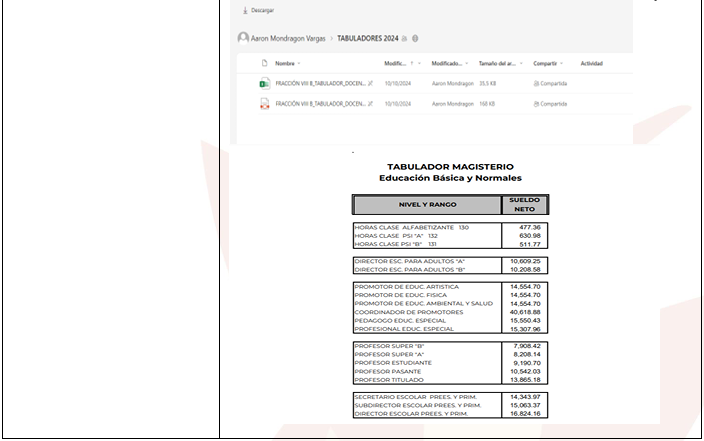 Descargar
Aaron Mondragon Vargas > TABULADORES 2024
Nombre Modific... Modificado... Tamaño del ar... Compartir Actividad
FRACCIÓN VIII B_TABULADOR_DOCEN... 10/10/2024 Aaron Mondragon 35,5 KB Compartida
FRACCIÓN VIII B_TABULADOR_DOCEN... 10/10/2024 Aaron Mondragon 168 KB Compartida
TABULADOR MAGISTERIO
Educación Básica y Normales
NIVEL Y RANGO SUELDO NETO
HORAS CLASE ALFABETIZANTE 130 477.36
HORAS CLASE PSI "A" 132 630.98
HORAS CLASE PSI "B" 131 511.77
DIRECTOR ESC. PARA ADULTOS "A" 10,609.25
DIRECTOR ESC. PARA ADULTOS "B" 10,208.58
PROMOTOR DE EDUC. ARTISTICA 14,554.70
PROMOTOR DE EDUC. FISICA 14,554.70
PROMOTOR DE EDUC. AMBIENTAL Y SALUD 14,554.70
COORDINADOR DE PROMOTORES 40,618.88
PEDAGOGO EDUC. ESPECIAL 15,550.43
PROFESIONAL EDUC. ESPECIAL 15,307.96
PROFESOR SUPER "B" 7,908.42
PROFESOR SUPER "A" 8,208.14
PROFESOR ESTUDIANTE 9,190.70
PROFESOR PASANTE 10,542.03
PROFESOR TITULADO 13,865.18
SECRETARIO ESCOLAR PREES. Y PRIM. 14,343.97
SUBDIRECTOR ESCOLAR PREES. Y PRIM. 15,063.37
DIRECTOR ESCOLAR PREES. Y PRIM. 16,824.16